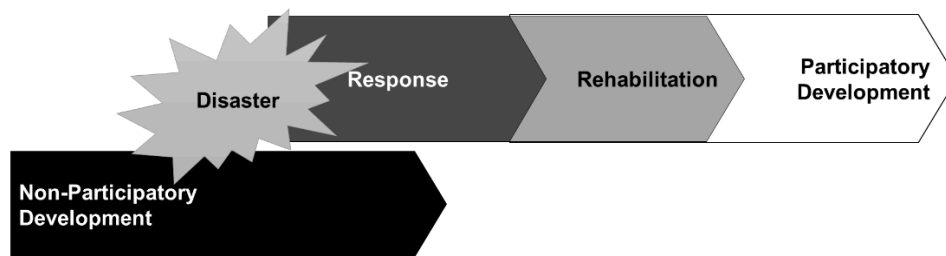 Disaster
Response
Rehabilitation
Participatory
Development
Non-Participatory
Development